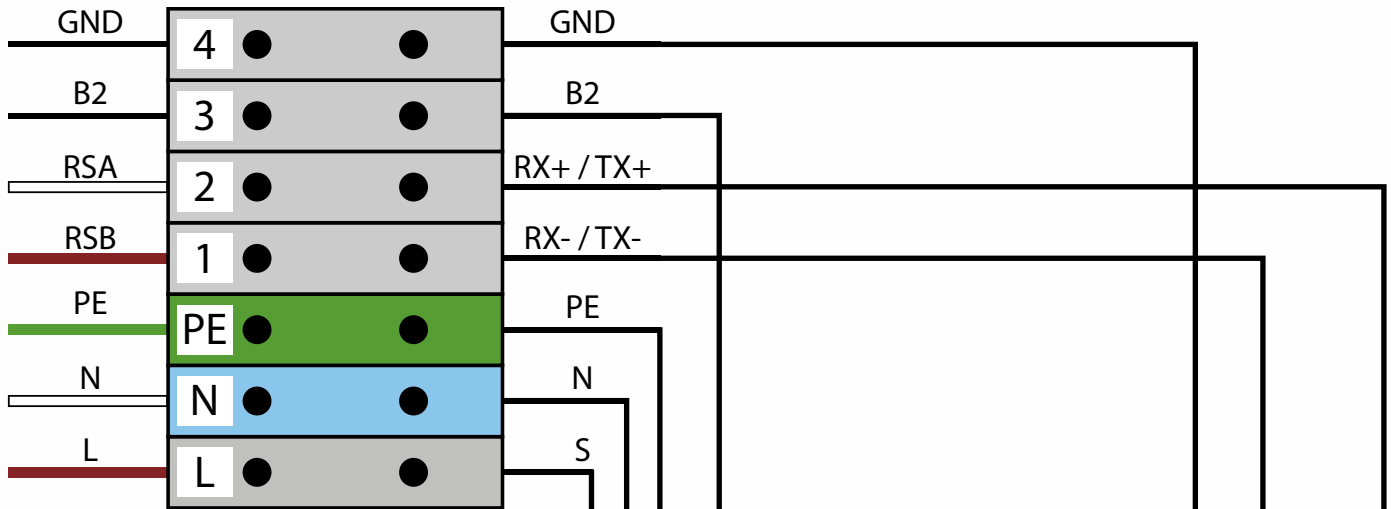 GND 4 GND
B2 3 B2
RSA 2 RX+ / TX+
RSB 1 RX- / TX-
PE PE PE
N N N
L L S